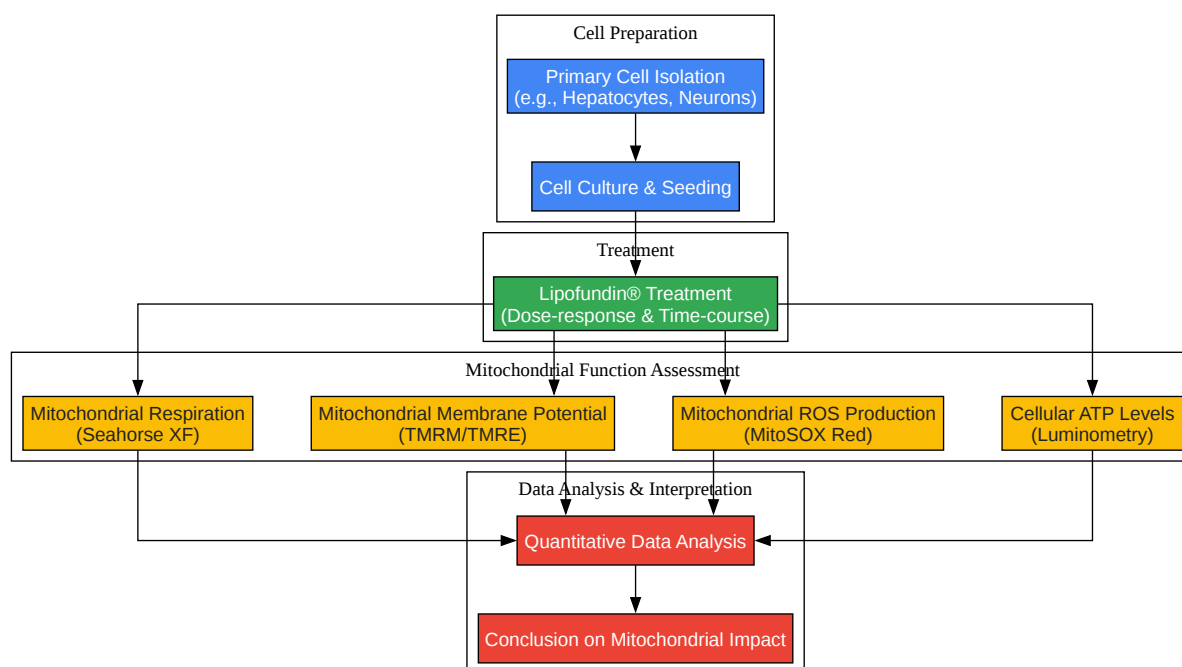 Cell Preparation
Primary Cell Isolation
(e.g., Hepatocytes, Neurons)
Cell Culture & Seeding
Treatment
Lipofundin® Treatment
(Dose-response & Time-course)
Mitochondrial Function Assessment
Mitochondrial Respiration
(Seahorse XF)
Mitochondrial Membrane Potential
(TMRM/TMRE)
Mitochondrial ROS Production
(MitoSOX Red)
Cellular ATP Levels
(Luminometry)
Data Analysis & Interpretation
Quantitative Data Analysis
Conclusion on Mitochondrial Impact